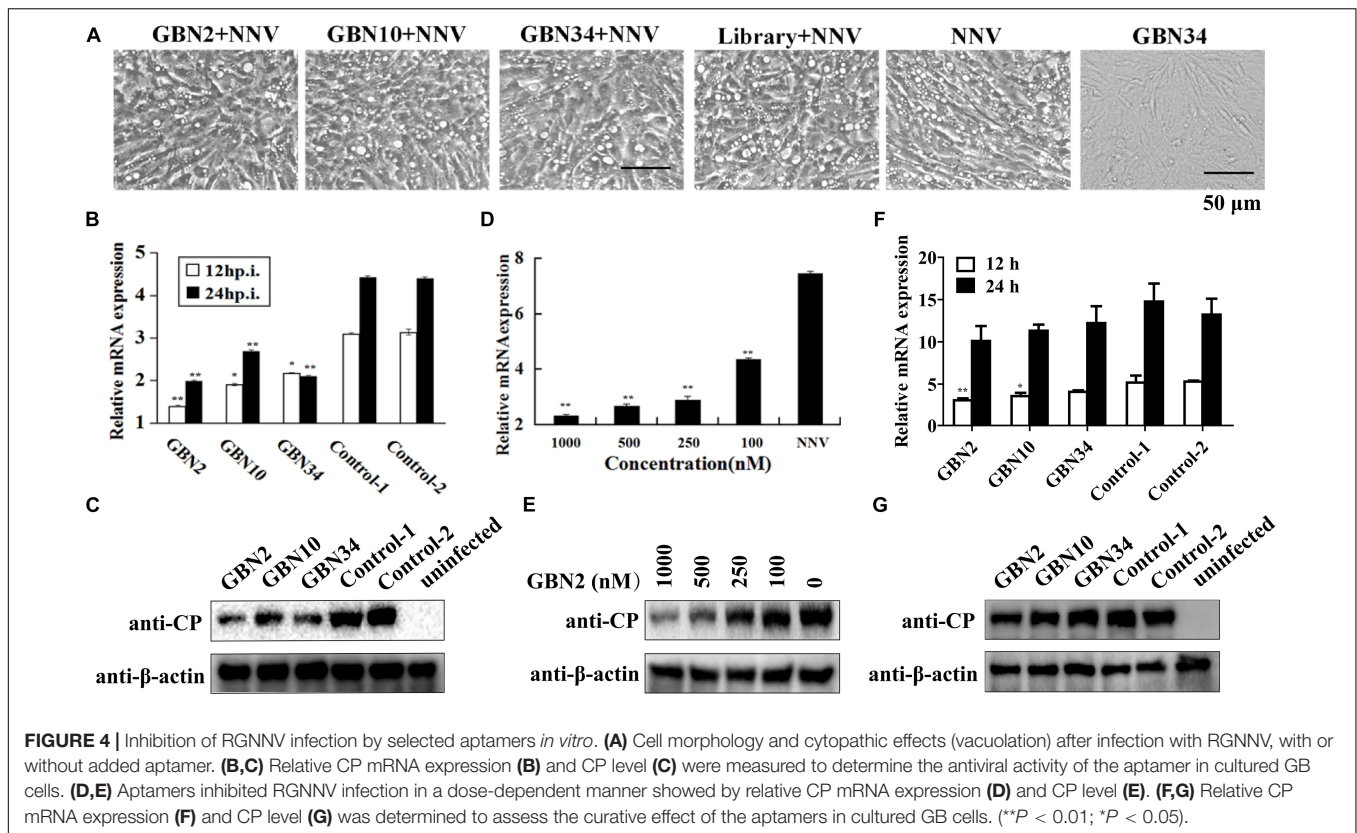 A
GBN2+NNV GBN10+NNV GBN34+NNV Library+NNV NNV GBN34
50 μm
B
Relative mRNA expression
5
4
3
2
1
12hp.i.
24hp.i.
** ** * ** * **
GBN2 GBN10 GBN34 Control-1 Control-2
D
Relative mRNAexpression
8
6
4
2
** ** ** **
1000 500 250 100 NNV
Concentration(nM)
F
Relative mRNA expression
20
15
10
5
0
12 h
24 h
** *
GBN2 GBN10 GBN34 Control-1 Control-2
C
GBN2 GBN10 GBN34 Control-1 Control-2 uninfected
anti-CP
anti-β-actin
E
GBN2 (nM) 1000 500 250 100 0
anti-CP
anti-β-actin
G
GBN2 GBN10 GBN34 Control-1 Control-2 uninfected
anti-CP
anti-β-actin
FIGURE 4 | Inhibition of RGNNV infection by selected aptamers in vitro. (A) Cell morphology and cytopathic effects (vacuolation) after infection with RGNNV, with or
without added aptamer. (B,C) Relative CP mRNA expression (B) and CP level (C) were measured to determine the antiviral activity of the aptamer in cultured GB
cells. (D,E) Aptamers inhibited RGNNV infection in a dose-dependent manner showed by relative CP mRNA expression (D) and CP level (E). (F,G) Relative CP
mRNA expression (F) and CP level (G) was determined to assess the curative effect of the aptamers in cultured GB cells. (**P < 0.01; *P < 0.05).